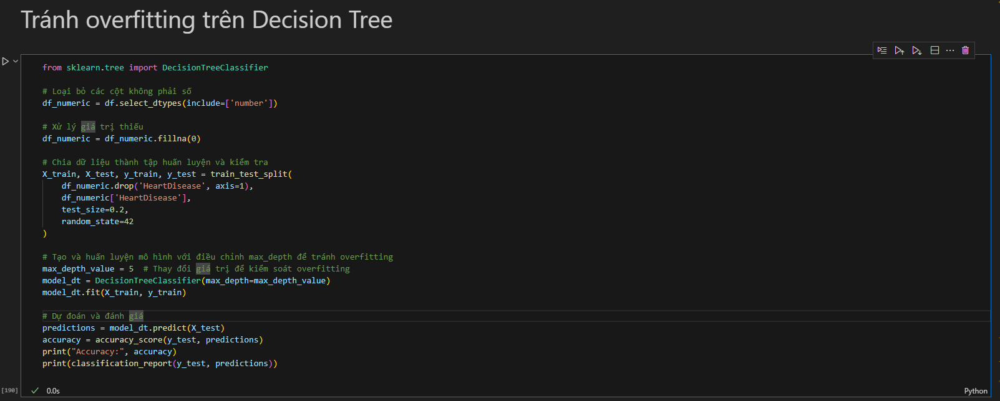 Tránh overfitting trên Decision Tree
from sklearn.tree import DecisionTreeClassifier
# Loại bỏ các cột không phải số
df_numeric = df.select_dtypes(include=['number'])
# Xử lý giá trị thiếu
df_numeric = df_numeric.fillna(0)
# Chia dữ liệu thành tập huấn luyện và kiểm tra
X_train, X_test, y_train, y_test = train_test_split(
    df_numeric.drop('HeartDisease', axis=1),
    df_numeric['HeartDisease'],
    test_size=0.2,
    random_state=42
)
# Tạo và huấn luyện mô hình với điều chỉnh max_depth để tránh overfitting
max_depth_value = 5  # Thay đổi giá trị để kiểm soát overfitting
model_dt = DecisionTreeClassifier(max_depth=max_depth_value)
model_dt.fit(X_train, y_train)
# Dự đoán và đánh giá
predictions = model_dt.predict(X_test)
accuracy = accuracy_score(y_test, predictions)
print("Accuracy:", accuracy)
print(classification_report(y_test, predictions))
[190] 0.0s Python